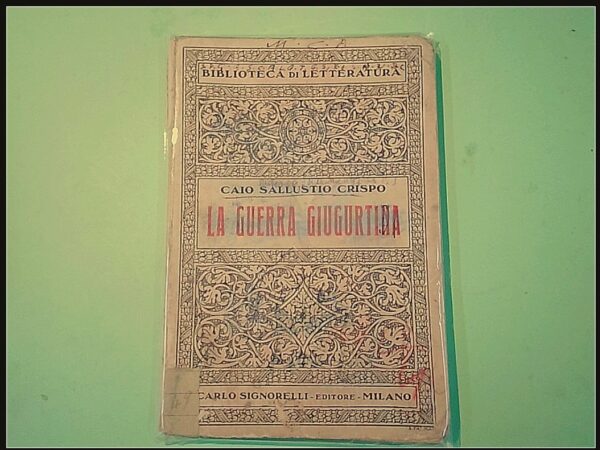 M. C. A
BIBLIOTECA DI LETTERATURA
CAIO SALLUSTIO CRISPO
LA GUERRA GIUGURTINA
CARLO SIGNORELLI - EDITORE - MILANO